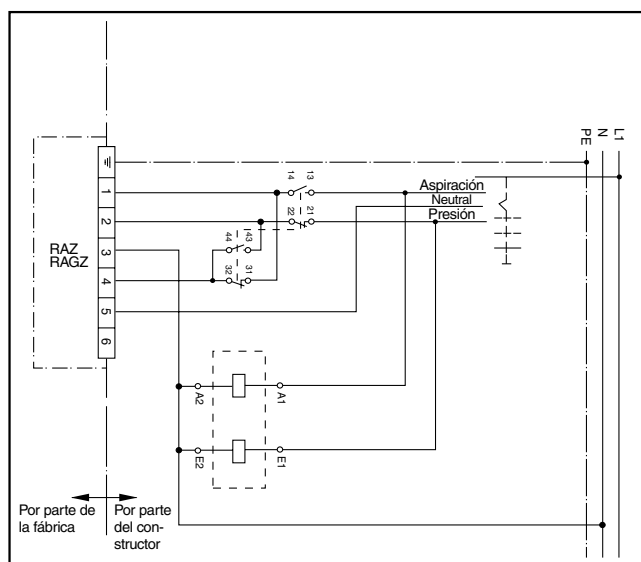 L1
N
PE
14
13
Aspiración
Neutral
Presión
22
21
1
2
3
4
5
6
RAZ
RAGZ
44
43
32
31
A2
A1
E2
E1
Por parte de
la fábrica
Por parte
del con-
structor